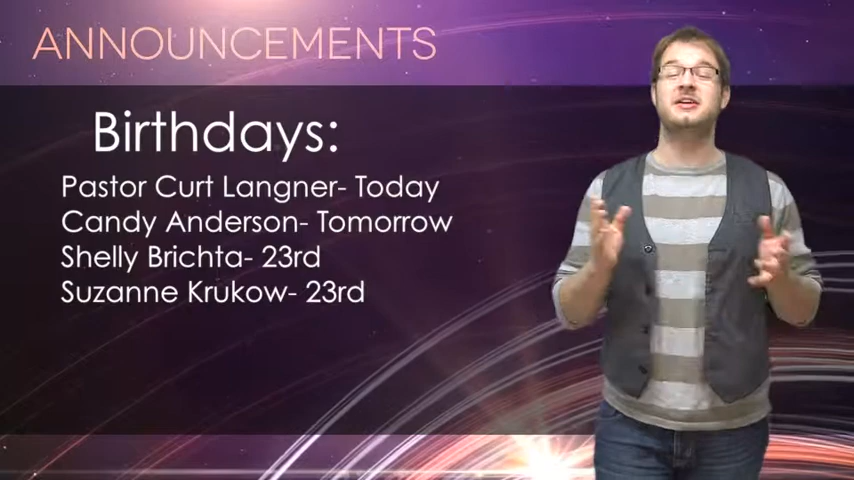 ANNOUNCEMENTS
Birthdays:
Pastor Curt Langner- Today
Candy Anderson- Tomorrow
Shelly Brichta- 23rd
Suzanne Krukow- 23rd